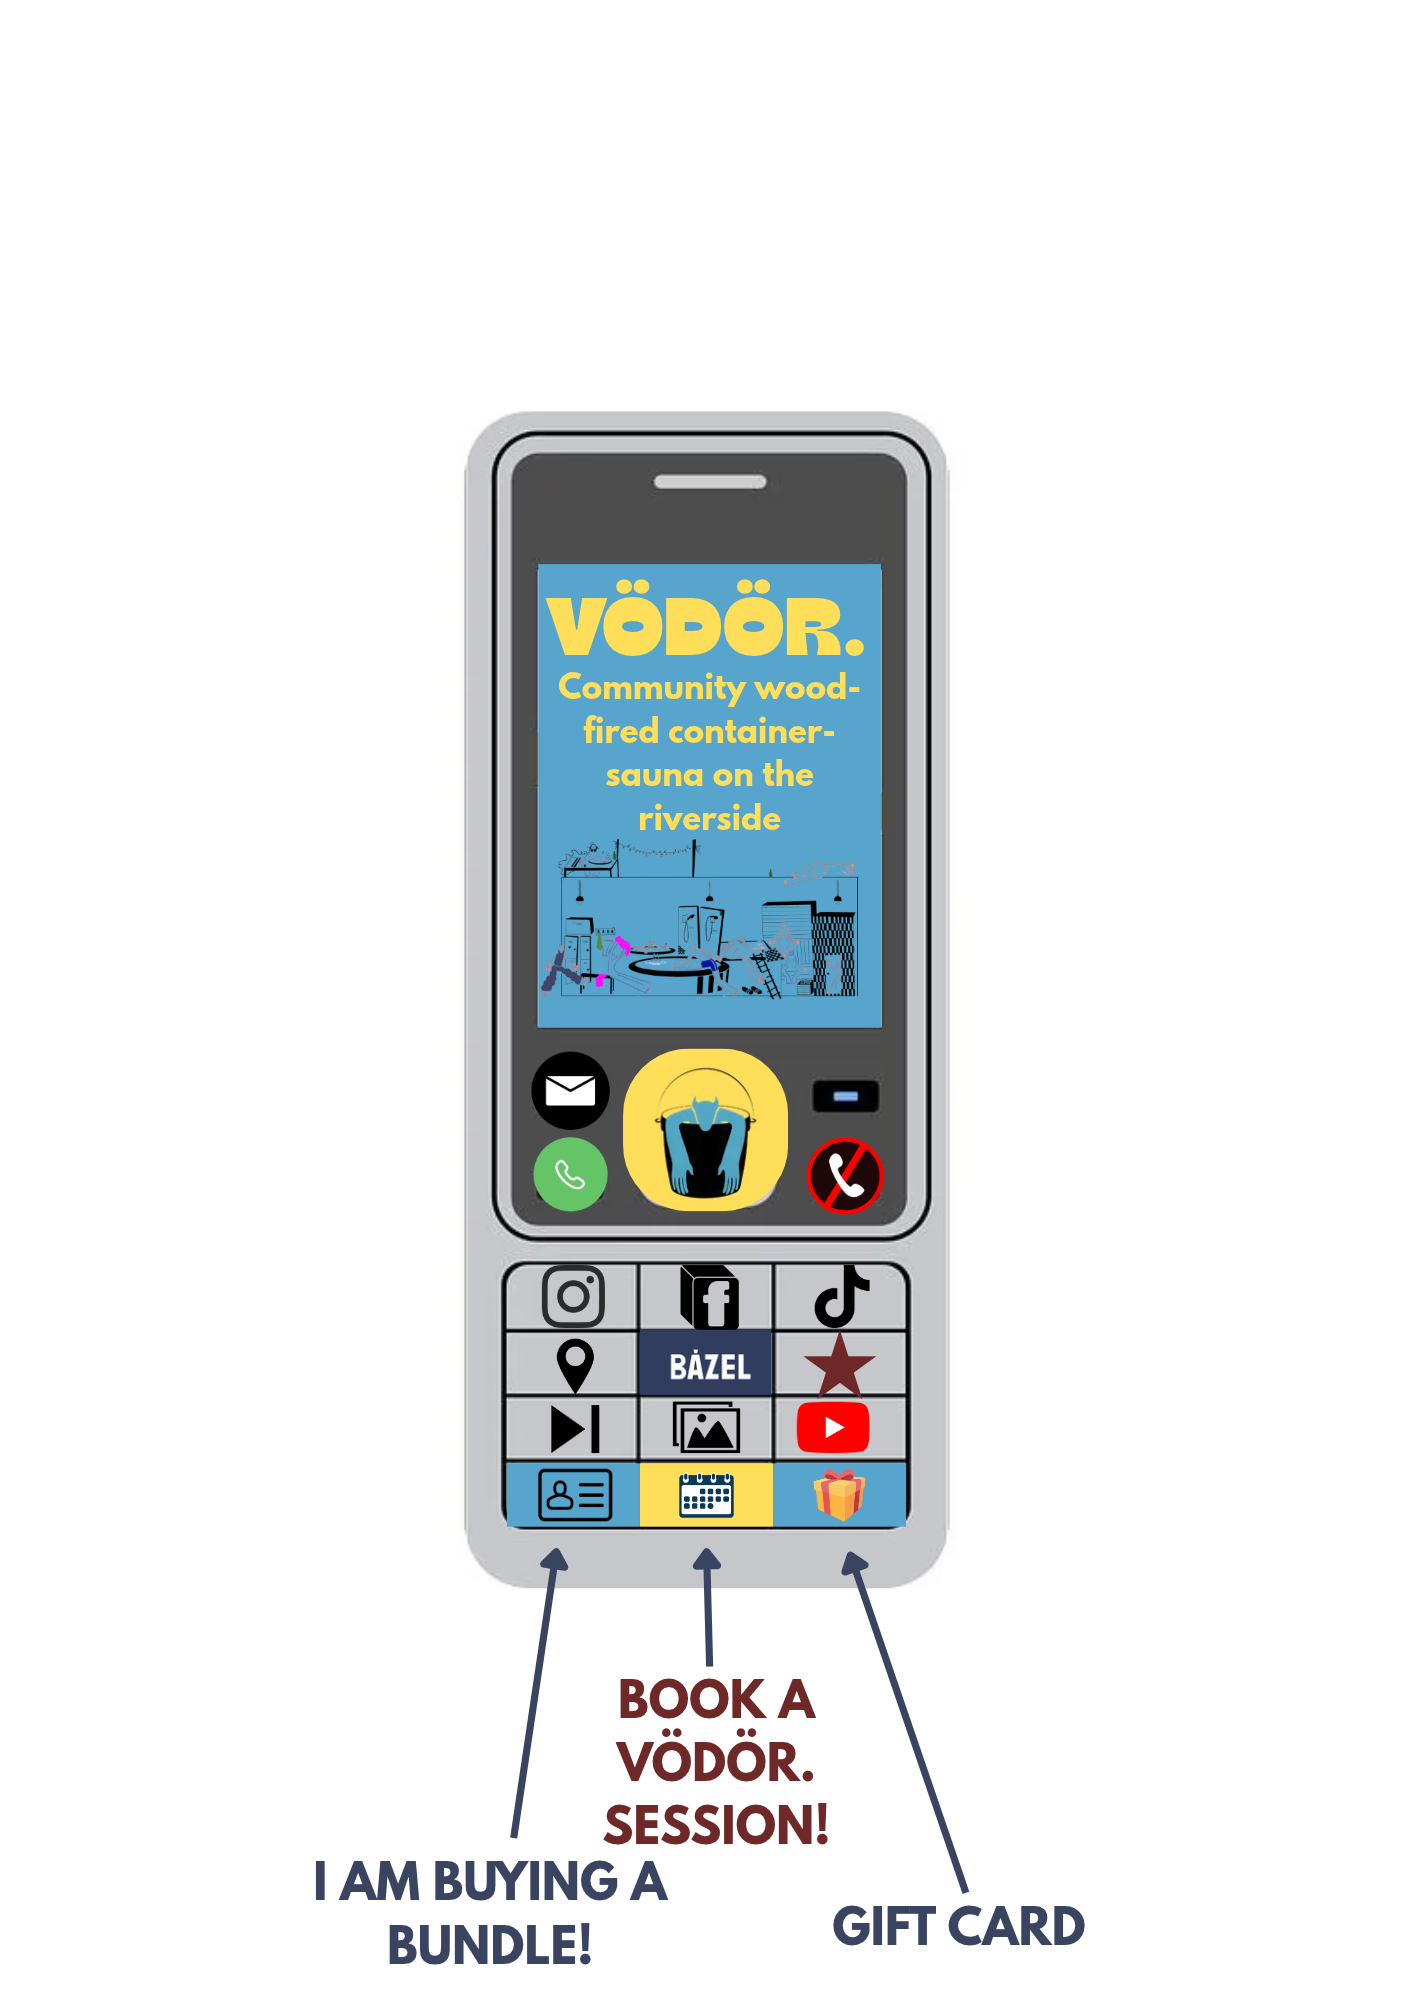 VÖDÖR.
Community wood-
fired container-
sauna on the
riverside
BÁZEL
BOOK A
VÖDÖR.
SESSION!
I AM BUYING A
BUNDLE!
GIFT CARD